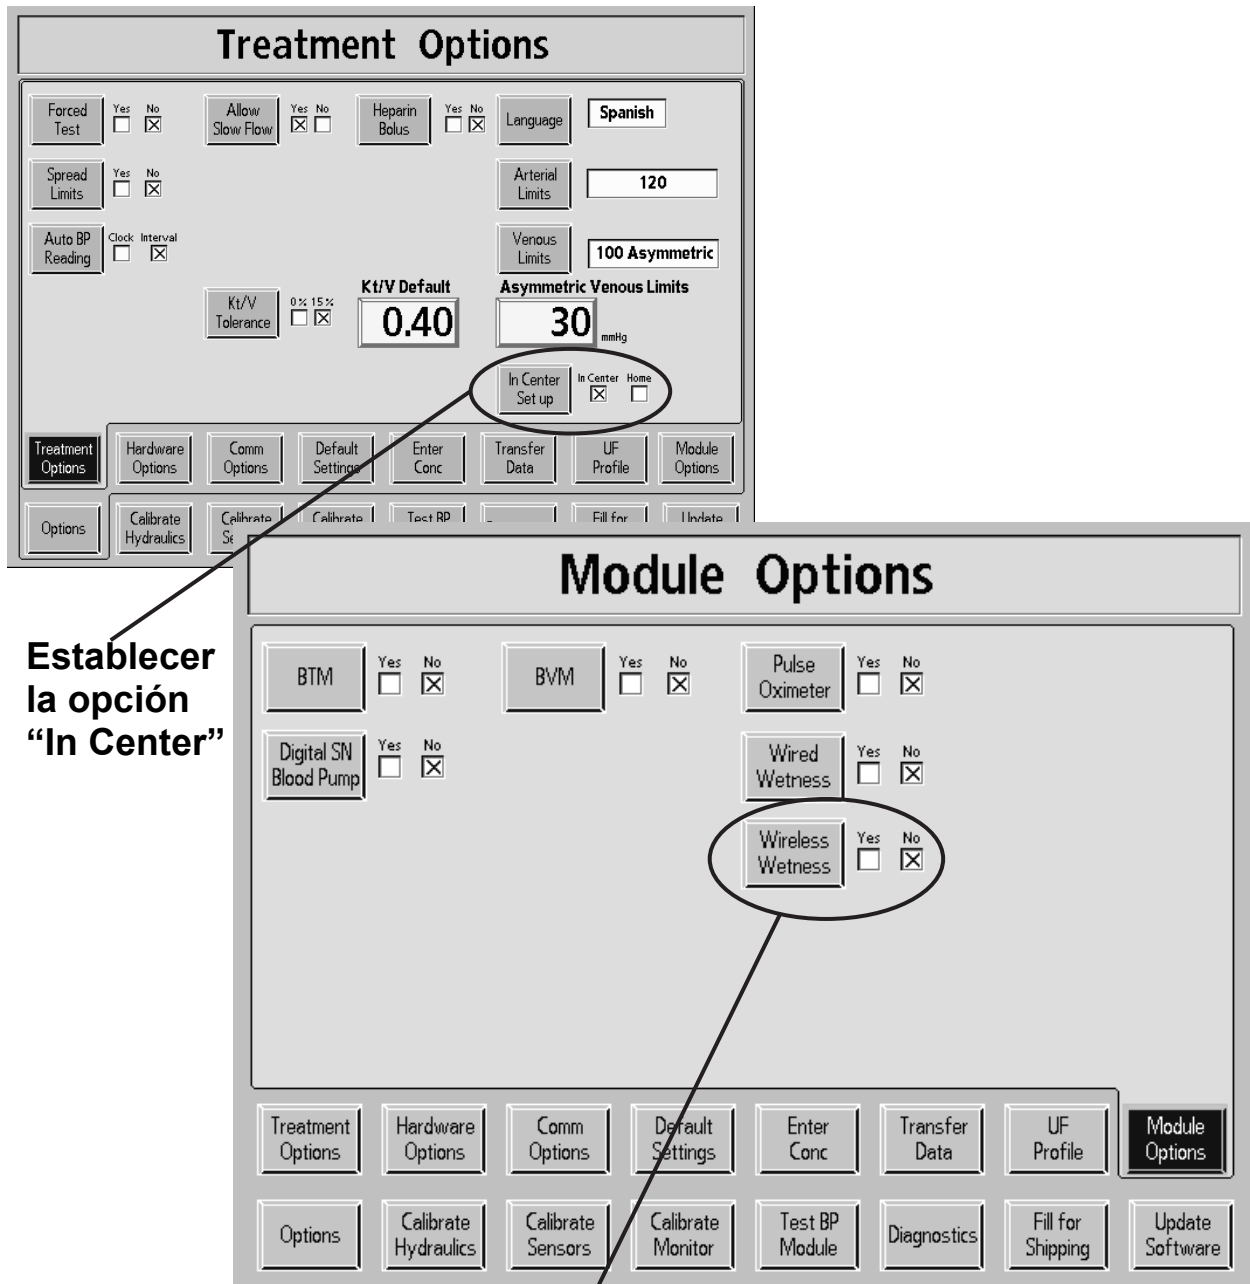 Treatment Options
Forced Test Yes No
Allow Slow Flow Yes No
Heparin Bolus Yes No
Language Spanish
Spread Limits Yes No
Arterial Limits 120
Auto BP Reading Clock Interval
Venous Limits 100 Asymmetric
Kt/V Tolerance 0% 15%
Kt/V Default
0.40
Asymmetric Venous Limits
30 mmHg
In Center Set up In Center Home
Treatment Options
Hardware Options
Comm Options
Default Settings
Enter Conc
Transfer Data
UF Profile
Module Options
Options
Calibrate Hydraulics
Calibrate
Calibrate
Test BP
Fill for
Update
Establecer
la opción
“In Center”
Module Options
BTM Yes No
BVM Yes No
Pulse Oximeter Yes No
Digital SN Blood Pump Yes No
Wired Wetness Yes No
Wireless Wetness Yes No
Treatment Options
Hardware Options
Comm Options
Default Settings
Enter Conc
Transfer Data
UF Profile
Module Options
Options
Calibrate Hydraulics
Calibrate Sensors
Calibrate Monitor
Test BP Module
Diagnostics
Fill for Shipping
Update Software